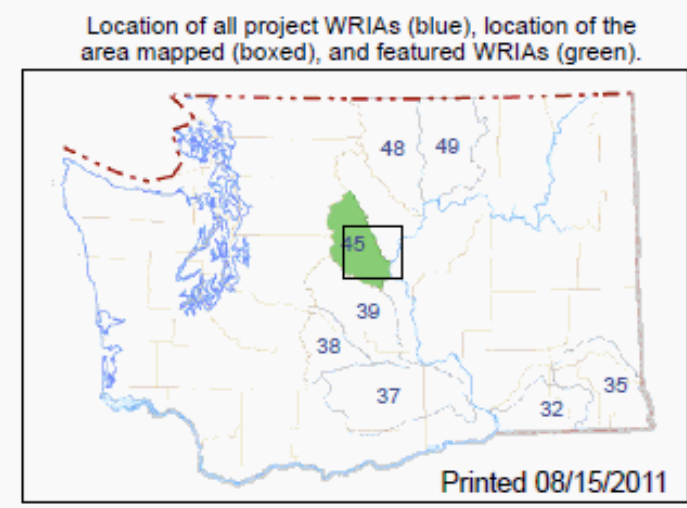 Location of all project WRIAs (blue), location of the
area mapped (boxed), and featured WRIAs (green).
48
49
45
39
38
37
35
32
Printed 08/15/2011